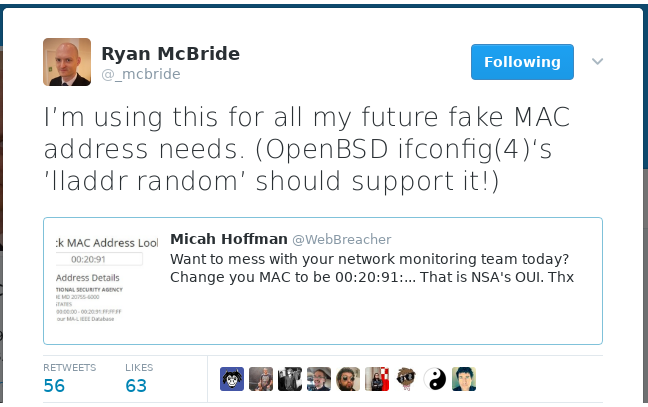 Ryan McBride
@_mcbride
Following
I'm using this for all my future fake MAC
address needs. (OpenBSD ifconfig(4)'s
'lladdr random' should support it!)
:k MAC Address Lool
00:20:91
Address Details
TIONAL SECURITY AGENCY
MD 20755-6000
STATES
00:00:00 - 00:20:91:FF:FF:FF
our MA-L IEEE Database
Micah Hoffman @WebBreacher
Want to mess with your network monitoring team today?
Change you MAC to be 00:20:91:... That is NSA's OUI. Thx
RETWEETS
56
LIKES
63